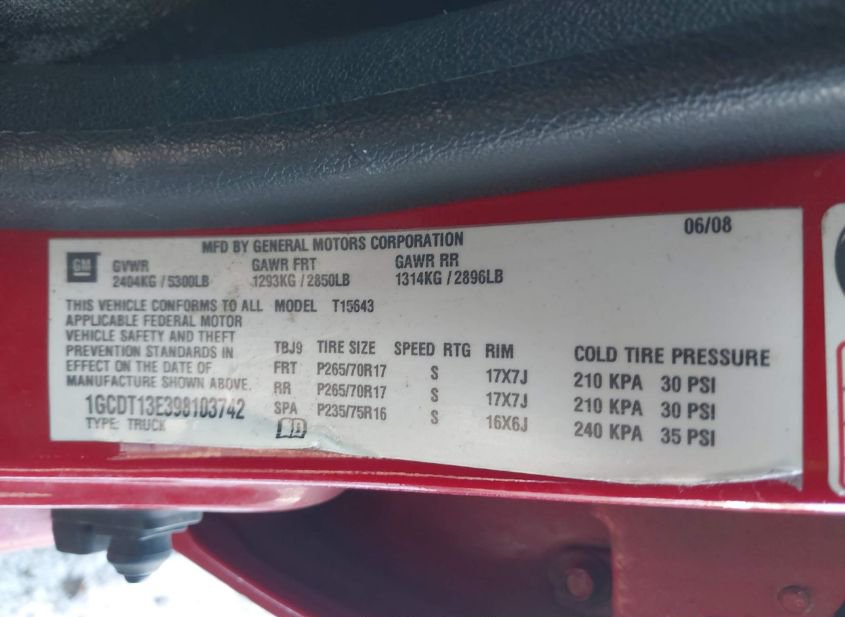 06/08
MFD BY GENERAL MOTORS CORPORATION
GM
GVWR GAWR FRT GAWR RR
2404KG / 5300LB 1293KG / 2850LB 1314KG / 2896LB
THIS VEHICLE CONFORMS TO ALL MODEL T15643
APPLICABLE FEDERAL MOTOR
VEHICLE SAFETY AND THEFT
PREVENTION STANDARDS IN
EFFECT ON THE DATE OF
MANUFACTURE SHOWN ABOVE.
1GCDT13E398103742
TYPE: TRUCK
TBJ9 TIRE SIZE SPEED RTG RIM COLD TIRE PRESSURE
FRT P265/70R17 S 17X7J 210 KPA 30 PSI
RR P265/70R17 S 17X7J 210 KPA 30 PSI
SPA P235/75R16 S 16X6J 240 KPA 35 PSI